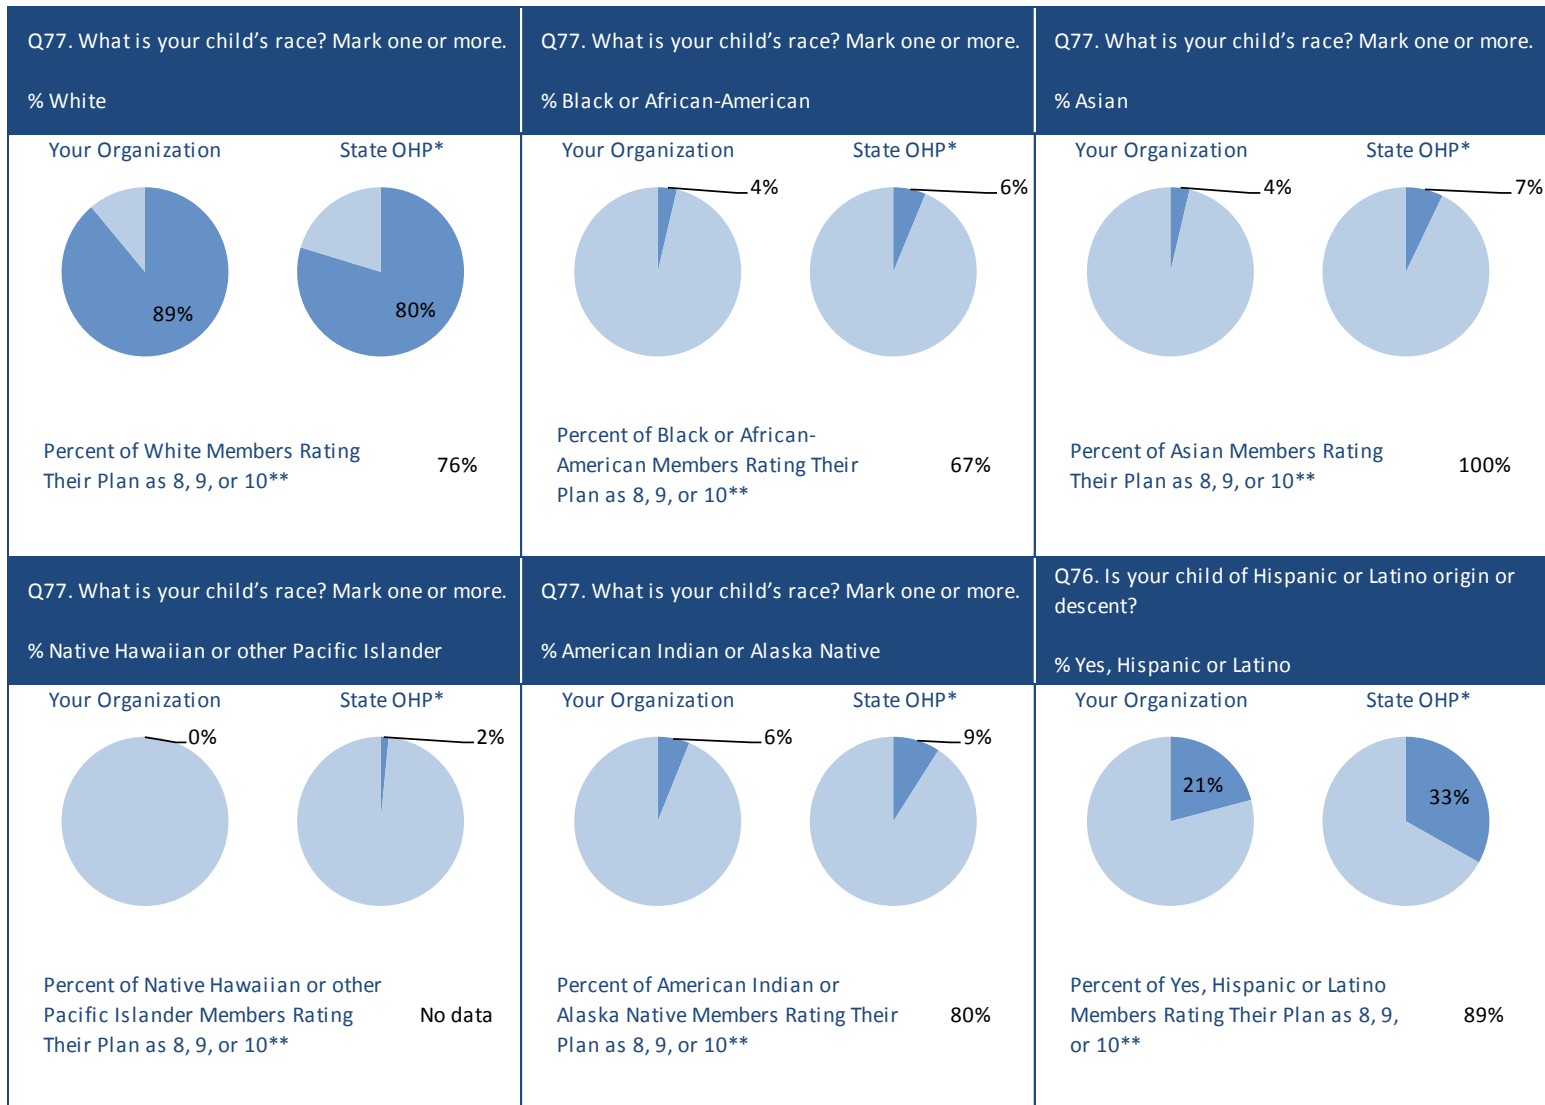 Q77. What is your child’s race? Mark one or more.
% White
Your Organization
State OHP*
89%
80%
Percent of White Members Rating
Their Plan as 8, 9, or 10**
76%
Q77. What is your child’s race? Mark one or more.
% Black or African-American
Your Organization
State OHP*
4%
6%
Percent of Black or African-
American Members Rating Their
Plan as 8, 9, or 10**
67%
Q77. What is your child’s race? Mark one or more.
% Asian
Your Organization
State OHP*
4%
7%
Percent of Asian Members Rating
Their Plan as 8, 9, or 10**
100%
Q77. What is your child’s race? Mark one or more.
% Native Hawaiian or other Pacific Islander
Your Organization
State OHP*
0%
2%
Percent of Native Hawaiian or other
Pacific Islander Members Rating
Their Plan as 8, 9, or 10**
No data
Q77. What is your child’s race? Mark one or more.
% American Indian or Alaska Native
Your Organization
State OHP*
6%
9%
Percent of American Indian or
Alaska Native Members Rating Their
Plan as 8, 9, or 10**
80%
Q76. Is your child of Hispanic or Latino origin or
descent?
% Yes, Hispanic or Latino
Your Organization
State OHP*
21%
33%
Percent of Yes, Hispanic or Latino
Members Rating Their Plan as 8, 9,
or 10**
89%